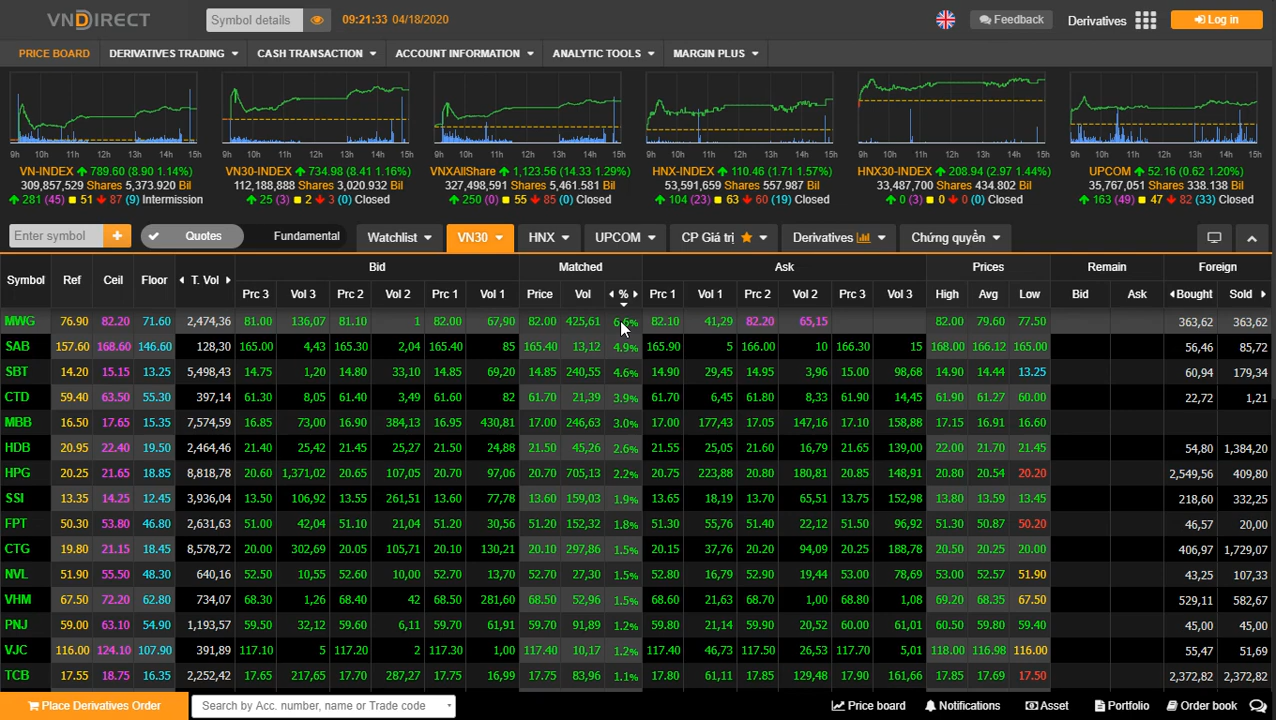 VNDIRECT Symbol details 09:21:33 04/18/2020 Feedback Derivatives Log in
PRICE BOARD DERIVATIVES TRADING CASH TRANSACTION ACCOUNT INFORMATION ANALYTIC TOOLS MARGIN PLUS
9h 10h 11h 12h 13h 14h 15h 9h 10h 11h 12h 13h 14h 15h 9h 10h 11h 12h 13h 14h 15h 9h 10h 11h 12h 13h 14h 15h 9h 10h 11h 12h 13h 14h 15h 9h 10h 11h 12h 13h 14h 15h
VN-INDEX 789.60 (8.90 1.14%) VN30-INDEX 734.98 (8.41 1.16%) VNXAllShare 1,123.56 (14.33 1.29%) HNX-INDEX 110.46 (1.71 1.57%) HNX30-INDEX 208.94 (2.97 1.44%) UPCOM 52.16 (0.62 1.20%)
309,857,529 Shares 5,373.920 Bil 112,188,888 Shares 3,020.932 Bil 327,498,591 Shares 5,461.581 Bil 53,591,659 Shares 557.987 Bil 33,487,700 Shares 434.802 Bil 35,767,051 Shares 338.138 Bil
281 (45) 51 87 (9) Intermission 25 (3) 2 3 (0) Closed 250 (0) 55 85 (0) Closed 104 (23) 63 60 (19) Closed 0 (3) 0 0 (0) Closed 163 (49) 47 82 (33) Closed
Enter symbol + Quotes Fundamental Watchlist VN30 HNX UPCOM CP Giá trị Derivatives Chứng quyền
Symbol Ref Ceil Floor T. Vol Bid Matched Ask Prices Remain Foreign
Prc 3 Vol 3 Prc 2 Vol 2 Prc 1 Vol 1 Price Vol % Prc 1 Vol 1 Prc 2 Vol 2 Prc 3 Vol 3 High Avg Low Bid Ask Bought Sold
MWG 76.90 82.20 71.60 2,474,36 81.00 136,07 81.10 1 82.00 67,90 82.00 425,61 6.6% 82.10 41,29 82.20 65,15 82.00 79.60 77.50 363,62 363,62
SAB 157.60 168.60 146.60 128,30 165.00 4,43 165.30 2,04 165.40 85 165.40 13,12 4.9% 165.90 5 166.00 10 166.30 15 168.00 166.12 165.00 56,46 85,72
SBT 14.20 15.15 13.25 5,498,43 14.75 1,20 14.80 33,10 14.85 69,20 14.85 240,55 4.6% 14.90 29,45 14.95 3,96 15.00 98,68 14.90 14.44 13.25 60,94 179,34
CTD 59.40 63.50 55.30 397,14 61.30 8,05 61.40 3,49 61.60 82 61.70 21,39 3.9% 61.70 6,45 61.80 8,33 61.90 14,45 61.90 61.27 60.00 22,72 1,21
MBB 16.50 17.65 15.35 7,574,59 16.85 73,00 16.90 384,13 16.95 430,81 17.00 246,63 3.0% 17.00 177,43 17.05 147,16 17.10 158,88 17.15 16.91 16.60
HDB 20.95 22.40 19.50 2,464,46 21.40 25,42 21.45 25,27 21.50 24,88 21.50 45,26 2.6% 21.55 25,05 21.60 16,79 21.65 139,00 22.00 21.70 21.45 54,80 1,384,20
HPG 20.25 21.65 18.85 8,818,78 20.60 1,371,02 20.65 107,05 20.70 97,06 20.70 705,13 2.2% 20.75 223,88 20.80 180,81 20.85 148,91 20.80 20.54 20.20 2,549,56 409,80
SSI 13.35 14.25 12.45 3,936,04 13.50 106,92 13.55 261,51 13.60 77,78 13.60 159,03 1.9% 13.65 18,19 13.70 65,51 13.75 152,98 13.80 13.59 13.45 218,60 332,25
FPT 50.30 53.80 46.80 2,631,63 51.00 42,04 51.10 21,04 51.20 30,56 51.20 152,32 1.8% 51.30 55,76 51.40 22,12 51.50 96,92 51.30 50.87 50.20 46,57 20,00
CTG 19.80 21.15 18.45 8,578,72 20.00 302,69 20.05 105,71 20.10 130,21 20.10 297,86 1.5% 20.15 37,76 20.20 94,09 20.25 188,78 20.50 20.25 20.00 406,97 1,729,07
NVL 51.90 55.50 48.30 640,16 52.50 10,55 52.60 10,00 52.70 13,70 52.70 27,30 1.5% 52.80 16,79 52.90 19,44 53.00 78,69 53.00 52.57 51.90 43,25 107,33
VHM 67.50 72.20 62.80 734,07 68.30 1,26 68.40 42 68.50 281,60 68.50 52,96 1.5% 68.60 21,63 68.70 1,00 68.80 1,08 69.20 68.35 67.50 529,11 582,67
PNJ 59.00 63.10 54.90 1,193,57 59.50 32,12 59.60 6,11 59.70 61,91 59.70 91,89 1.2% 59.80 21,14 59.90 20,52 60.00 61,01 60.50 59.80 59.40 45,00 45,00
VJC 116.00 124.10 107.90 391,89 117.10 5 117.20 2 117.30 1,00 117.40 10,17 1.2% 117.40 46,73 117.50 26,53 117.70 5,01 118.00 116.98 116.00 55,47 51,69
TCB 17.55 18.75 16.35 2,252,42 17.65 217,65 17.70 287,27 17.75 16,99 17.75 83,96 1.1% 17.80 61,11 17.85 129,48 17.90 161,66 17.85 17.69 17.50 2,372,82 2,372,82
Place Derivatives Order Search by Acc. number, name or Trade code Price board Notifications Asset Portfolio Order book